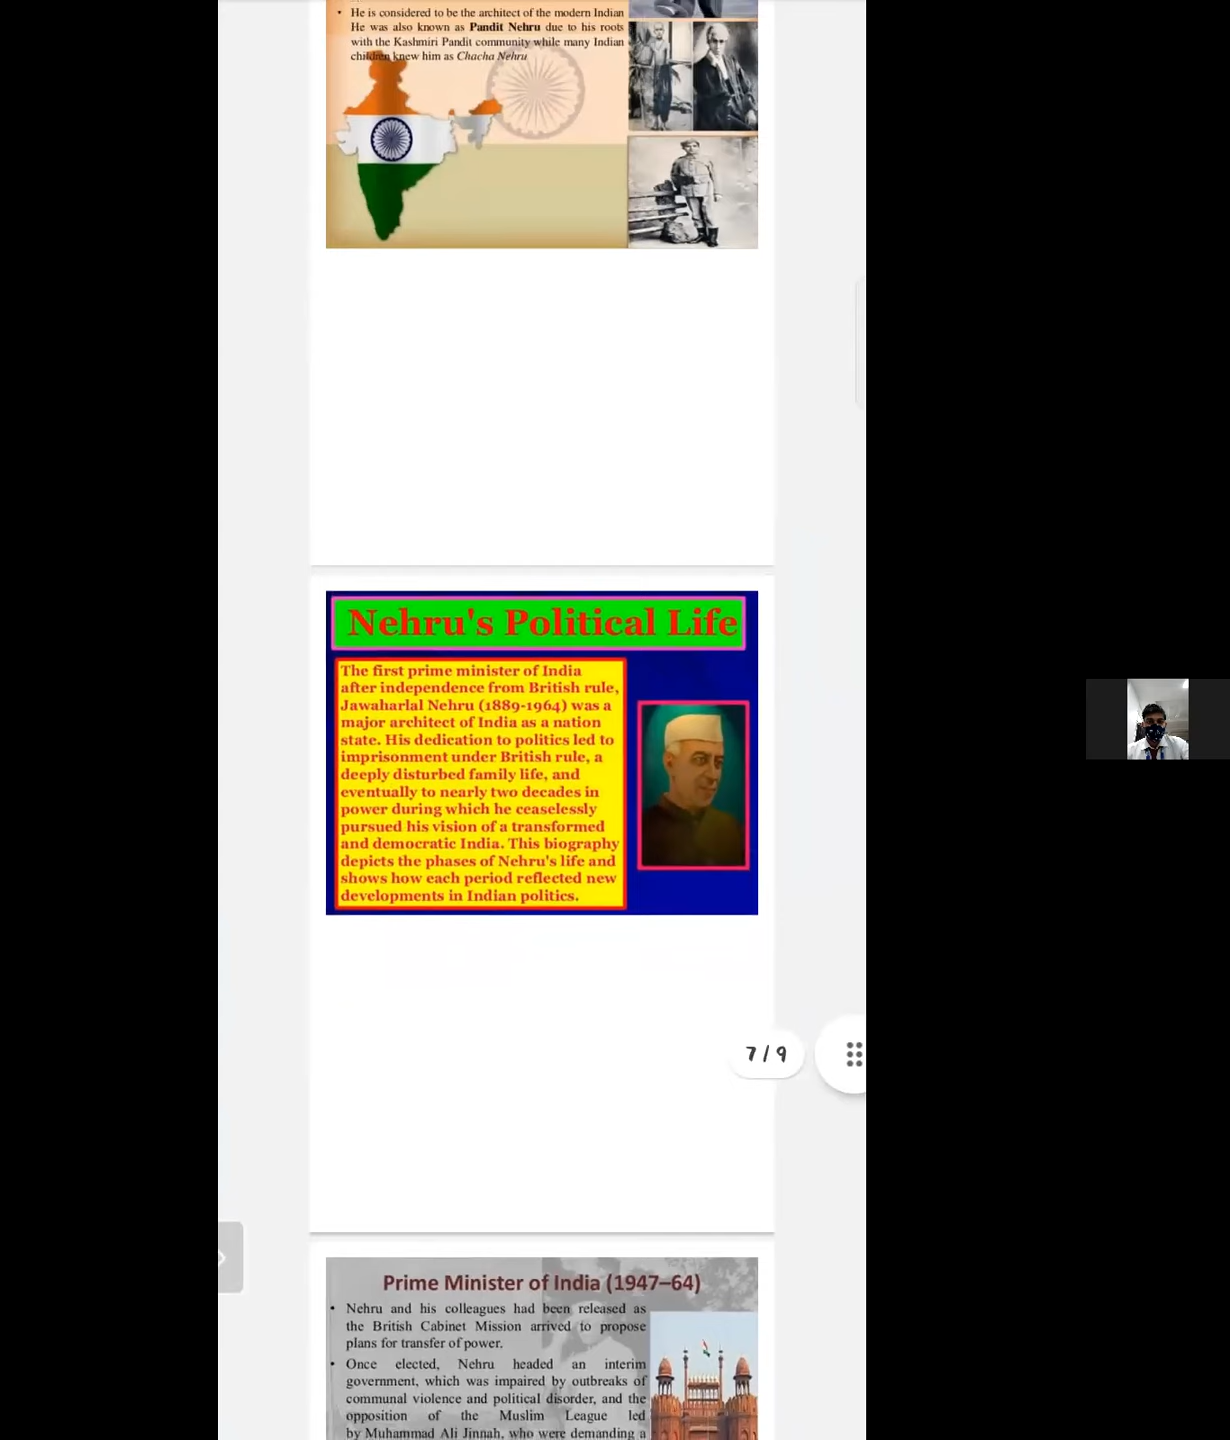 • He is considered to be the architect of the modern Indian
He was also known as Pandit Nehru due to his roots
with the Kashmiri Pandit community while many Indian
children knew him as Chacha Nehru
Nehru's Political Life
The first prime minister of India
after independence from British rule,
Jawaharlal Nehru (1889-1964) was a
major architect of India as a nation
state. His dedication to politics led to
imprisonment under British rule, a
deeply disturbed family life, and
eventually to nearly two decades in
power during which he ceaselessly
pursued his vision of a transformed
and democratic India. This biography
depicts the phases of Nehru's life and
shows how each period reflected new
developments in Indian politics.
7 / 9
Prime Minister of India (1947–64)
• Nehru and his colleagues had been released as
the British Cabinet Mission arrived to propose
plans for transfer of power.
• Once elected, Nehru headed an interim
government, which was impaired by outbreaks of
communal violence and political disorder, and the
opposition of the Muslim League led
by Muhammad Ali Jinnah, who were demanding a